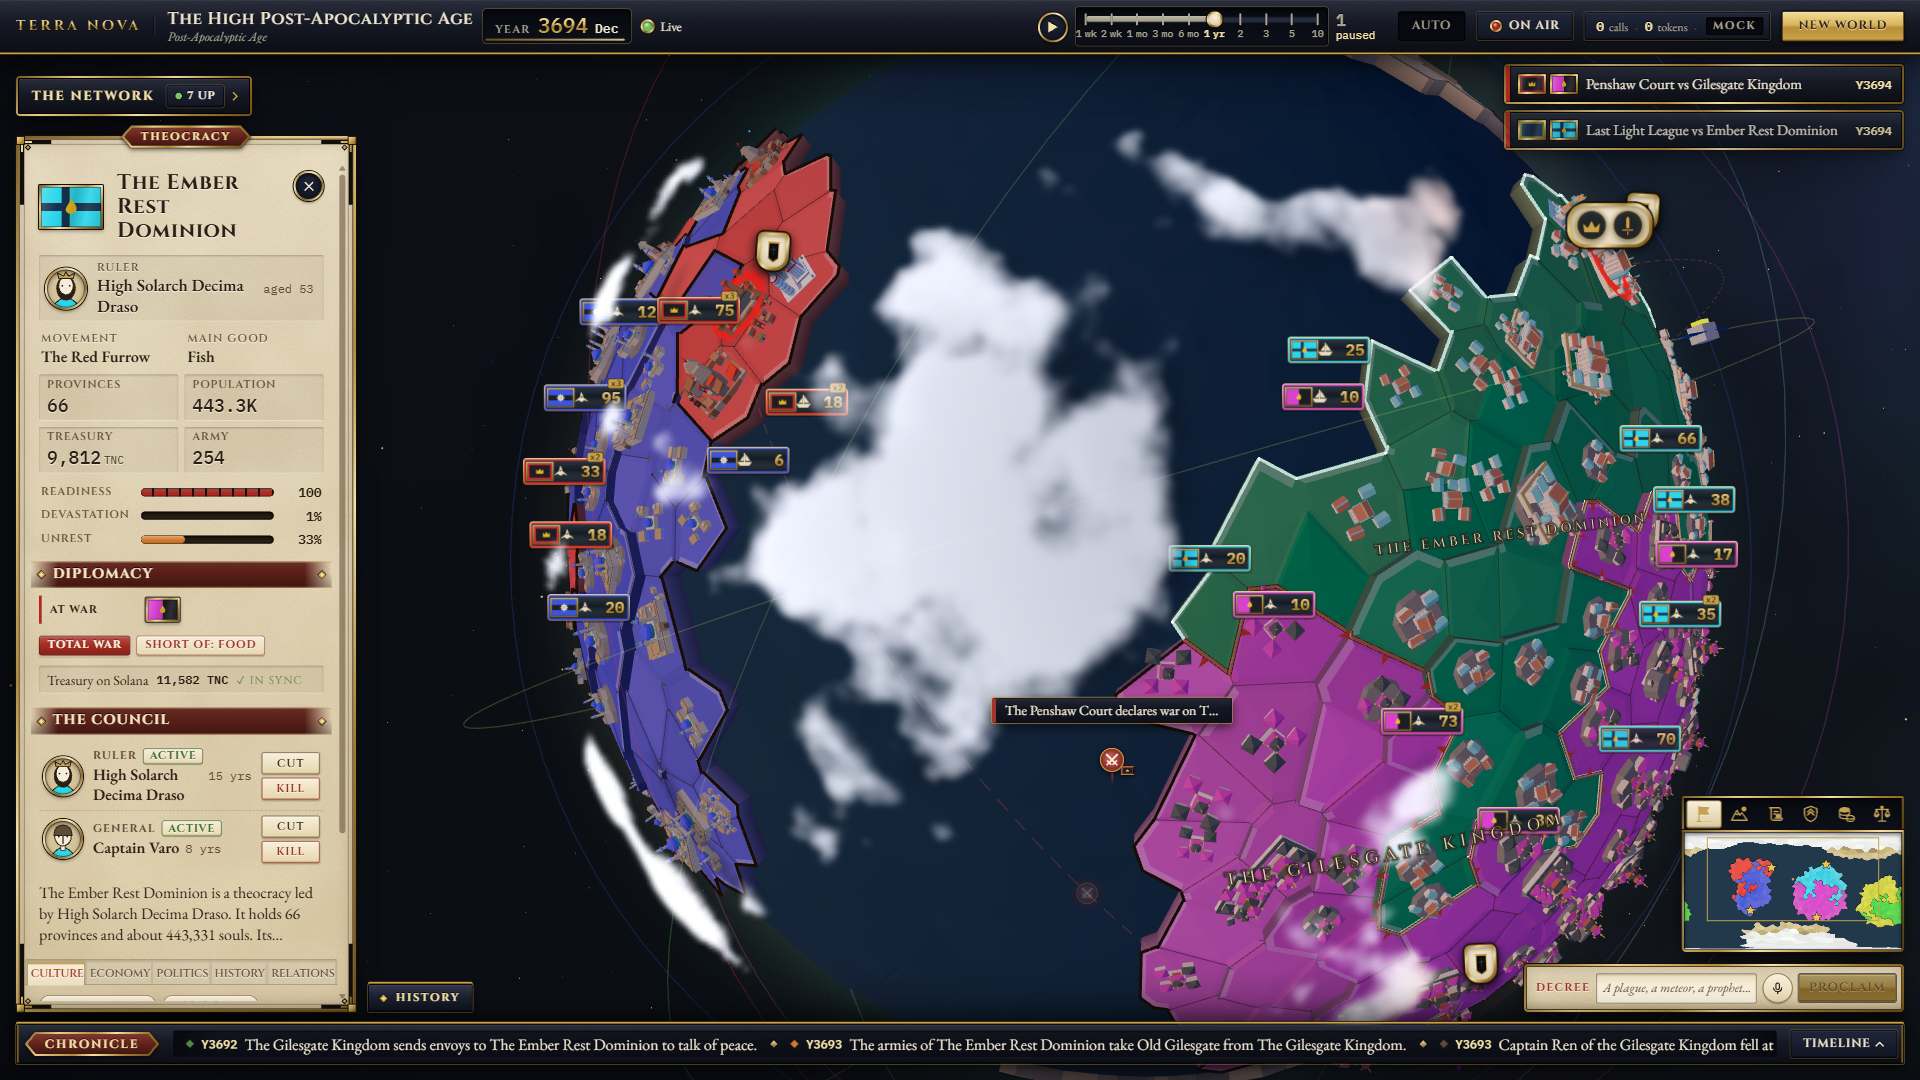 TERRA NOVA
THE HIGH POST-APOCALYPTIC AGE
Post-Apocalyptic Age
YEAR 3694 Dec
Live
1 wk 2 wk 1 mo 3 mo 6 mo 1 yr 2 3 5 10
1
paused
AUTO
ON AIR
0 calls · 0 tokens
MOCK
NEW WORLD
THE NETWORK
7 UP
Penshaw Court vs Gilesgate Kingdom Y3694
Last Light League vs Ember Rest Dominion Y3694
THEOCRACY
THE EMBER
REST
DOMINION
RULER
High Solarch Decima
Draso
aged 53
MOVEMENT
The Red Furrow
MAIN GOOD
Fish
PROVINCES
66
POPULATION
443.3K
TREASURY
9,812 TNC
ARMY
254
READINESS 100
DEVASTATION 1%
UNREST 33%
DIPLOMACY
AT WAR
TOTAL WAR
SHORT OF: FOOD
Treasury on Solana 11,582 TNC ✓ IN SYNC
THE COUNCIL
RULER ACTIVE
High Solarch
Decima Draso
15 yrs
CUT
KILL
GENERAL ACTIVE
Captain Varo 8 yrs
CUT
KILL
The Ember Rest Dominion is a theocracy led
by High Solarch Decima Draso. It holds 66
provinces and about 443,331 souls. Its...
CULTURE ECONOMY POLITICS HISTORY RELATIONS
12
x3
75
x3
95
x2
18
6
x2
33
18
20
25
10
66
38
17
20
10
x2
35
x2
73
70
THE EMBER REST DOMINION
THE GILESGATE KINGDOM
The Penshaw Court declares war on T...
HISTORY
DECREE
A plague, a meteor, a prophet...
PROCLAIM
CHRONICLE
Y3692 The Gilesgate Kingdom sends envoys to The Ember Rest Dominion to talk of peace.
Y3693 The armies of The Ember Rest Dominion take Old Gilesgate from The Gilesgate Kingdom.
Y3693 Captain Ren of the Gilesgate Kingdom fell at
TIMELINE